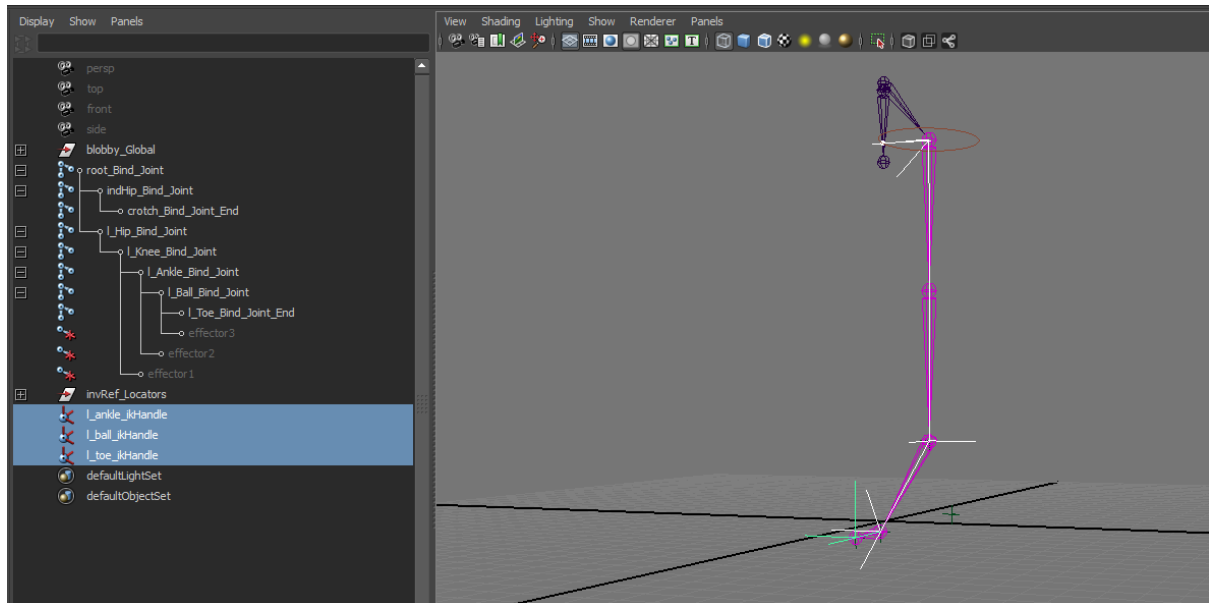 Display Show Panels
View Shading Lighting Show Renderer Panels
T
persp
top
front
side
blobby_Global
root_Bind_Joint
indHip_Bind_Joint
crotch_Bind_Joint_End
l_Hip_Bind_Joint
l_Knee_Bind_Joint
l_Ankle_Bind_Joint
l_Ball_Bind_Joint
l_Toe_Bind_Joint_End
effector3
effector2
effector1
invRef_Locators
l_ankle_ikHandle
l_ball_ikHandle
l_toe_ikHandle
defaultLightSet
defaultObjectSet